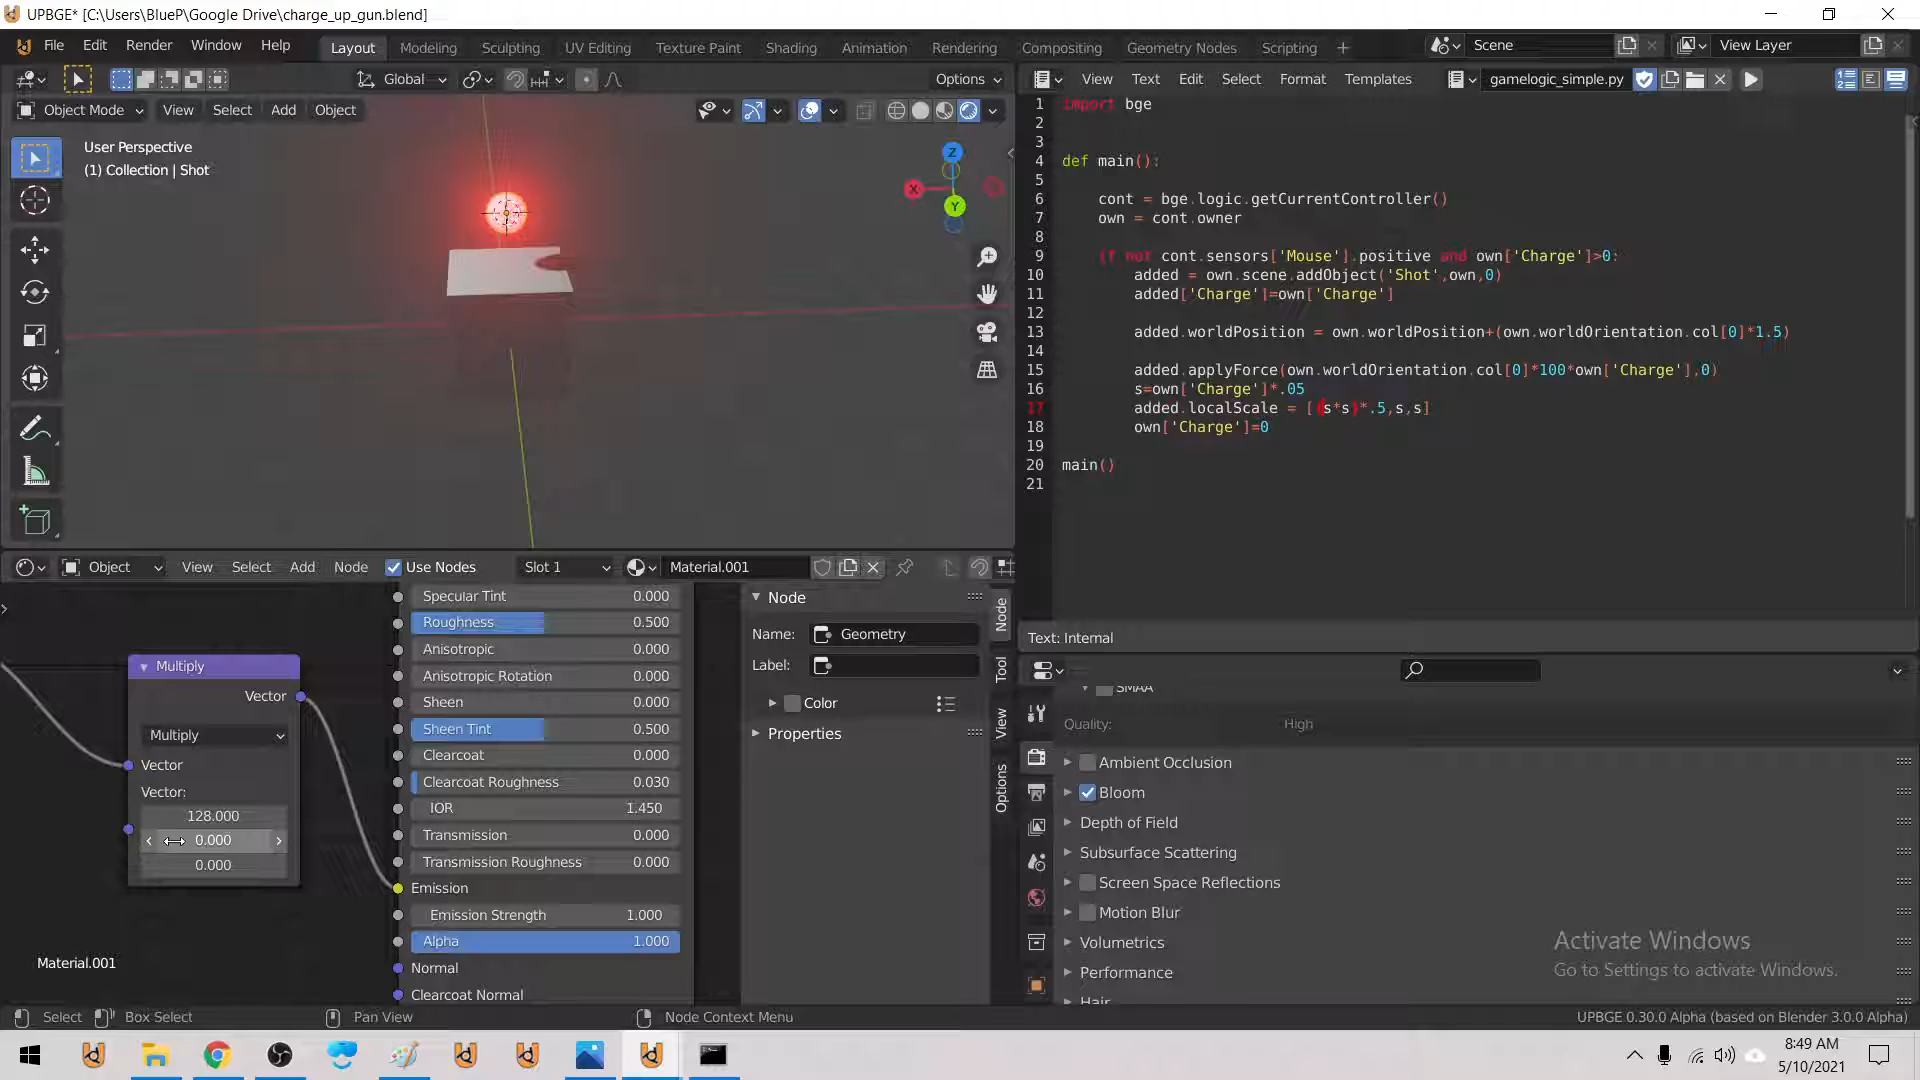 UPBGE* [C:\Users\BlueP\Google Drive\charge_up_gun.blend]
File Edit Render Window Help Layout Modeling Sculpting UV Editing Texture Paint Shading Animation Rendering Compositing Geometry Nodes Scripting Scene View Layer
Global Options
View Text Edit Select Format Templates gamelogic_simple.py
Object Mode View Select Add Object
User Perspective
(1) Collection | Shot
Z
X
Y
1 import bge
2
3
4 def main():
5
6 cont = bge.logic.getCurrentController()
7 own = cont.owner
8
9 if not cont.sensors['Mouse'].positive and own['Charge']>0:
10 added = own.scene.addObject('Shot',own,0)
11 added['Charge']=own['Charge']
12
13 added.worldPosition = own.worldPosition+(own.worldOrientation.col[0]*1.5)
14
15 added.applyForce(own.worldOrientation.col[0]*100*own['Charge'],0)
16 s=own['Charge']*.05
17 added.localScale = [(s*s)*.5,s,s]
18 own['Charge']=0
19
20 main()
21
Text: Internal
Object View Select Add Node Use Nodes Slot 1 Material.001
Multiply
Vector
Multiply
Vector
Vector:
128.000
0.000
0.000
Material.001
Specular Tint 0.000
Roughness 0.500
Anisotropic 0.000
Anisotropic Rotation 0.000
Sheen 0.000
Sheen Tint 0.500
Clearcoat 0.000
Clearcoat Roughness 0.030
IOR 1.450
Transmission 0.000
Transmission Roughness 0.000
Emission
Emission Strength 1.000
Alpha 1.000
Normal
Clearcoat Normal
Node
Name: Geometry
Label:
Color
Properties
Node
Tool
View
Options
SMAA
Quality: High
Ambient Occlusion
Bloom
Depth of Field
Subsurface Scattering
Screen Space Reflections
Motion Blur
Volumetrics
Performance
Hair
Activate Windows
Go to Settings to activate Windows.
Select Box Select Pan View Node Context Menu UPBGE 0.30.0 Alpha (based on Blender 3.0.0 Alpha)
8:49 AM
5/10/2021